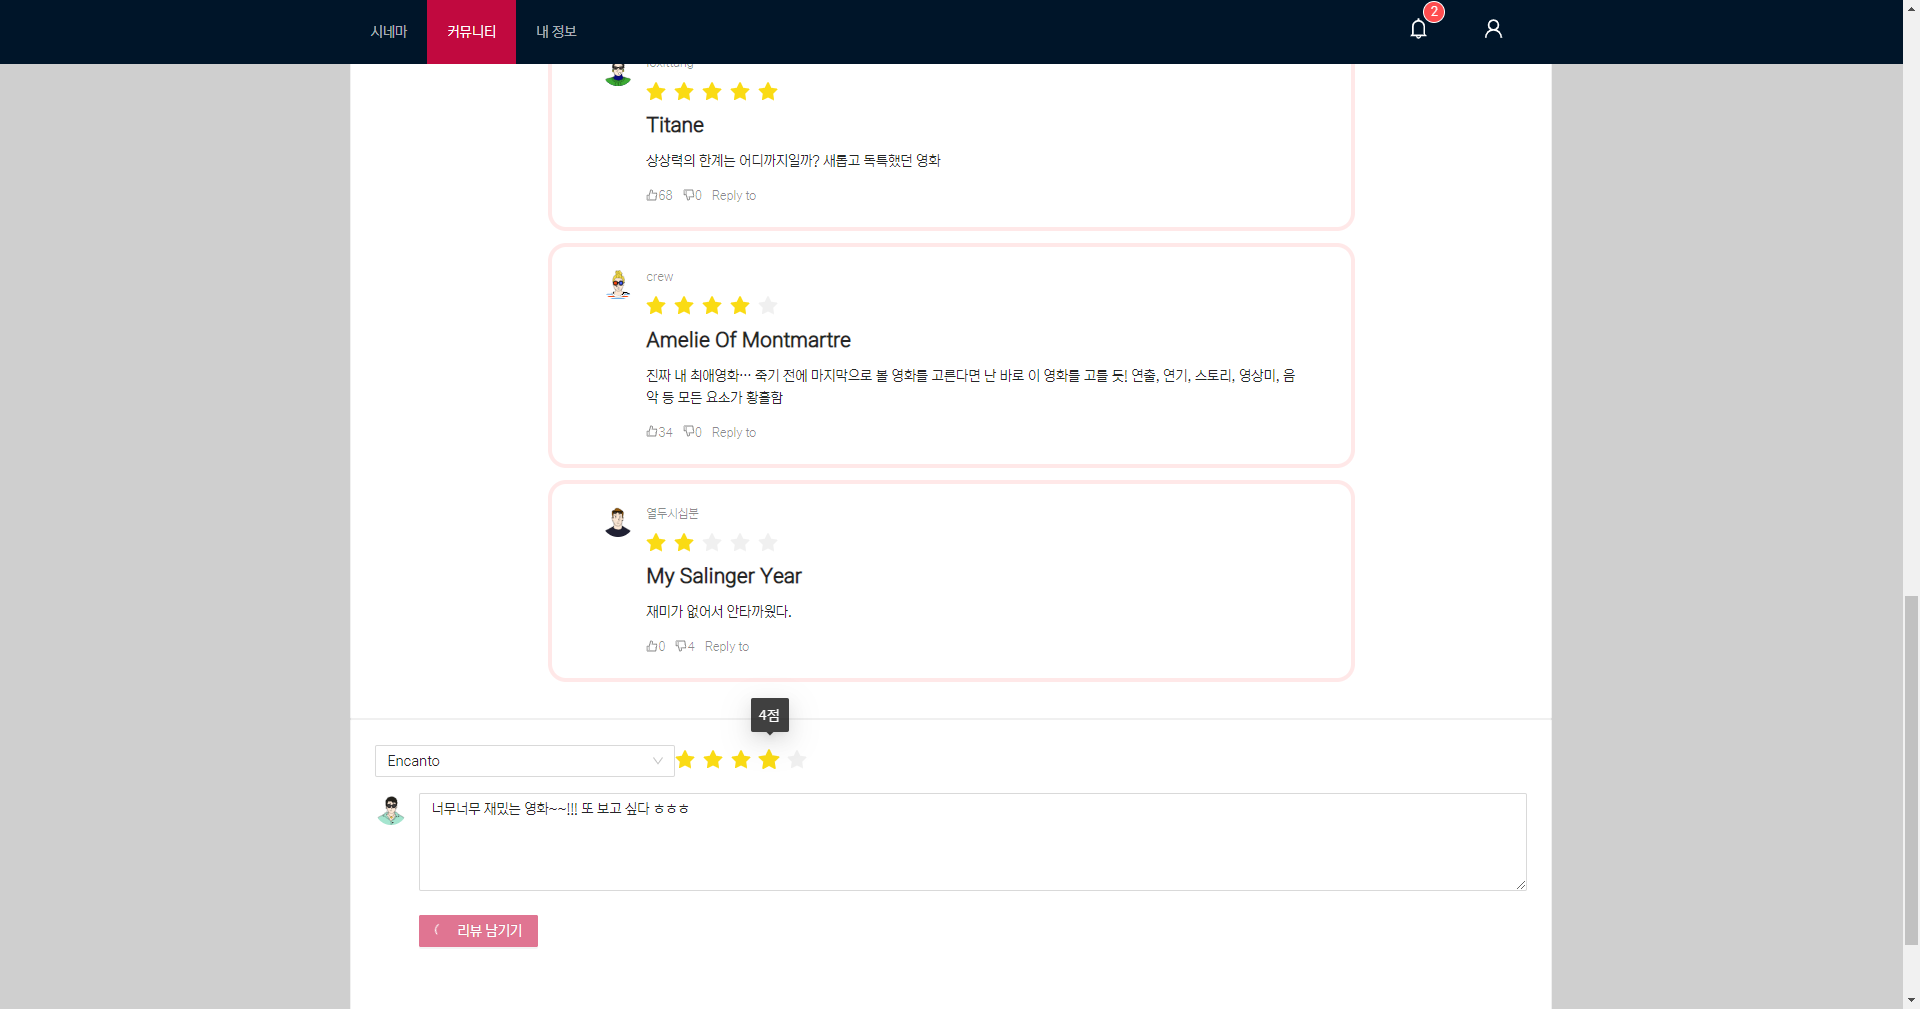 시네마
커뮤니티
내 정보
2
Titane
상상력의 한계는 어디까지일까? 새롭고 독특했던 영화
68 0 Reply to
crew
Amelie Of Montmartre
진짜 내 최애영화… 죽기 전에 마지막으로 볼 영화를 고른다면 난 바로 이 영화를 고를 듯! 연출, 연기, 스토리, 영상미, 음
악 등 모든 요소가 황홀함
34 0 Reply to
열두시십분
My Salinger Year
재미가 없어서 안타까웠다.
0 4 Reply to
4점
Encanto
너무너무 재밌는 영화~~!!! 또 보고 싶다 ㅎㅎㅎ
리뷰 남기기